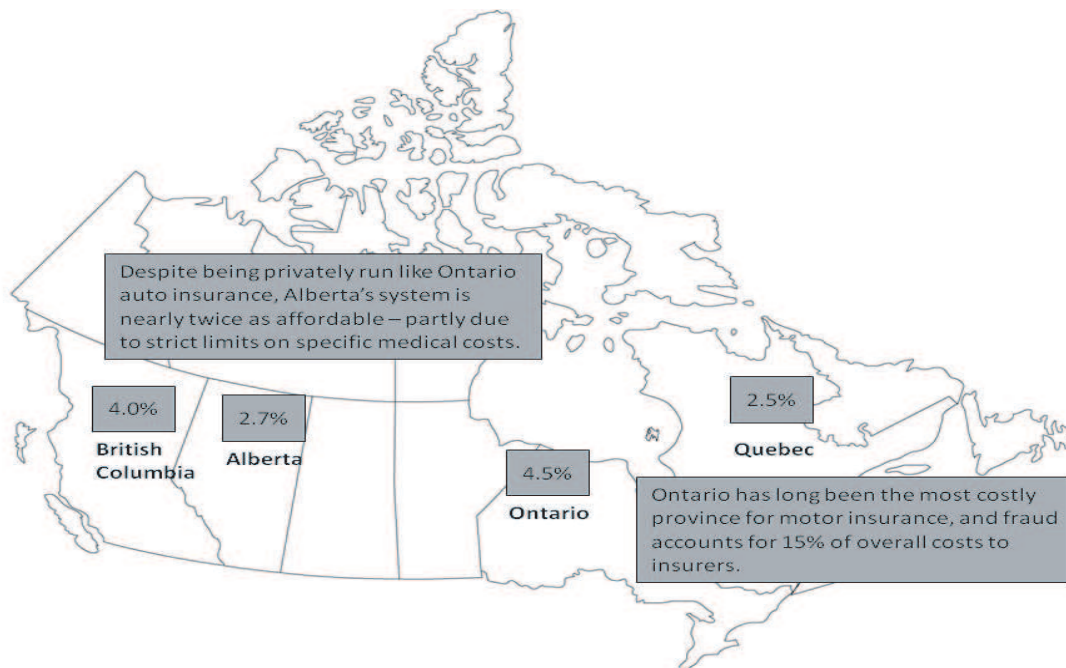 Despite being privately run like Ontario
auto insurance, Alberta's system is
nearly twice as affordable – partly due
to strict limits on specific medical costs.
4.0%
British
Columbia
2.7%
Alberta
4.5%
Ontario
2.5%
Quebec
Ontario has long been the most costly
province for motor insurance, and fraud
accounts for 15% of overall costs to
insurers.